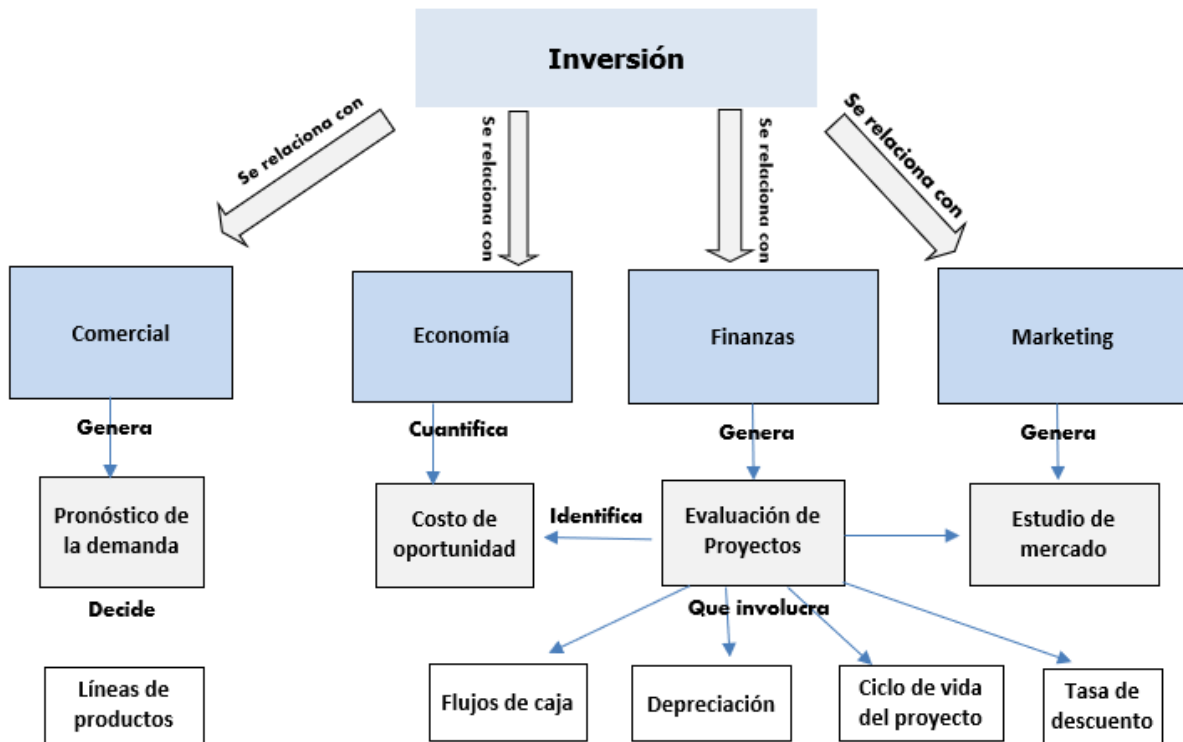 Inversión
Se relaciona con
Se relaciona con
Se relaciona con
Se relaciona con
Comercial
Economía
Finanzas
Marketing
Genera
Cuantifica
Genera
Genera
Pronóstico de
la demanda
Costo de
oportunidad
Identifica
Evaluación de
Proyectos
Estudio de
mercado
Decide
Que involucra
Líneas de
productos
Flujos de caja
Depreciación
Ciclo de vida
del proyecto
Tasa de
descuento